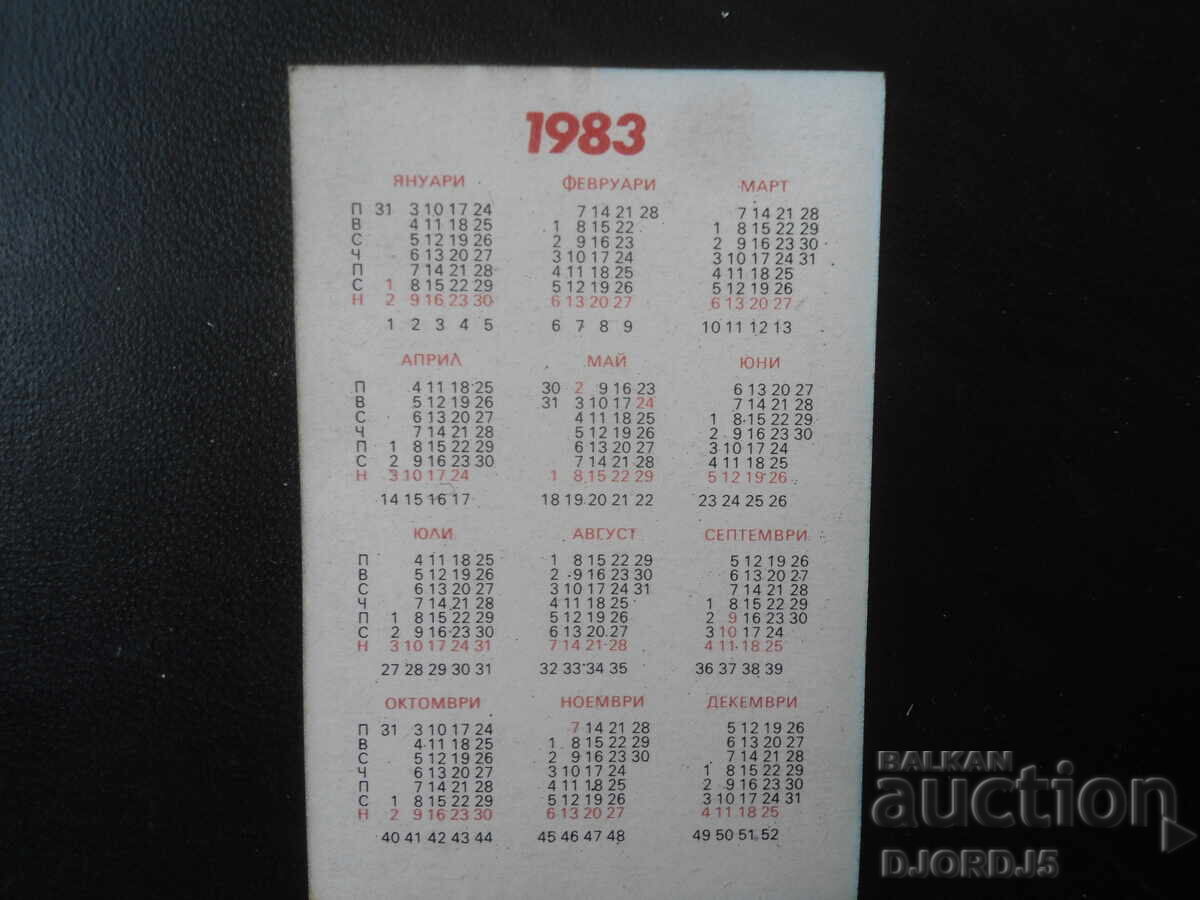 1983
ЯНУАРИ ФЕВРУАРИ МАРТ
П 31 3 10 17 24 7 14 21 28 7 14 21 28
В 4 11 18 25 1 8 15 22 1 8 15 22 29
С 5 12 19 26 2 9 16 23 2 9 16 23 30
Ч 6 13 20 27 3 10 17 24 3 10 17 24 31
П 7 14 21 28 4 11 18 25 4 11 18 25
С 1 8 15 22 29 5 12 19 26 5 12 19 26
Н 2 9 16 23 30 6 13 20 27 6 13 20 27
1 2 3 4 5 6 7 8 9 10 11 12 13
АПРИЛ МАЙ ЮНИ
П 4 11 18 25 30 2 9 16 23 6 13 20 27
В 5 12 19 26 31 3 10 17 24 7 14 21 28
С 6 13 20 27 4 11 18 25 1 8 15 22 29
Ч 7 14 21 28 5 12 19 26 2 9 16 23 30
П 1 8 15 22 29 6 13 20 27 3 10 17 24
С 2 9 16 23 30 7 14 21 28 4 11 18 25
Н 3 10 17 24 1 8 15 22 29 5 12 19 26
14 15 16 17 18 19 20 21 22 23 24 25 26
ЮЛИ АВГУСТ СЕПТЕМВРИ
П 4 11 18 25 1 8 15 22 29 5 12 19 26
В 5 12 19 26 2 9 16 23 30 6 13 20 27
С 6 13 20 27 3 10 17 24 31 7 14 21 28
Ч 7 14 21 28 4 11 18 25 1 8 15 22 29
П 1 8 15 22 29 5 12 19 26 2 9 16 23 30
С 2 9 16 23 30 6 13 20 27 3 10 17 24
Н 3 10 17 24 31 7 14 21 28 4 11 18 25
27 28 29 30 31 32 33 34 35 36 37 38 39
ОКТОМВРИ НОЕМВРИ ДЕКЕМВРИ
П 31 3 10 17 24 7 14 21 28 5 12 19 26
В 4 11 18 25 1 8 15 22 29 6 13 20 27
С 5 12 19 26 2 9 16 23 30 7 14 21 28
Ч 6 13 20 27 3 10 17 24 1 8 15 22 29
П 7 14 21 28 4 11 18 25 2 9 16 23 30
С 1 8 15 22 29 5 12 19 26 3 10 17 24 31
Н 2 9 16 23 30 6 13 20 27 4 11 18 25
40 41 42 43 44 45 46 47 48 49 50 51 52
BALKAN
auction
DJORDJ5